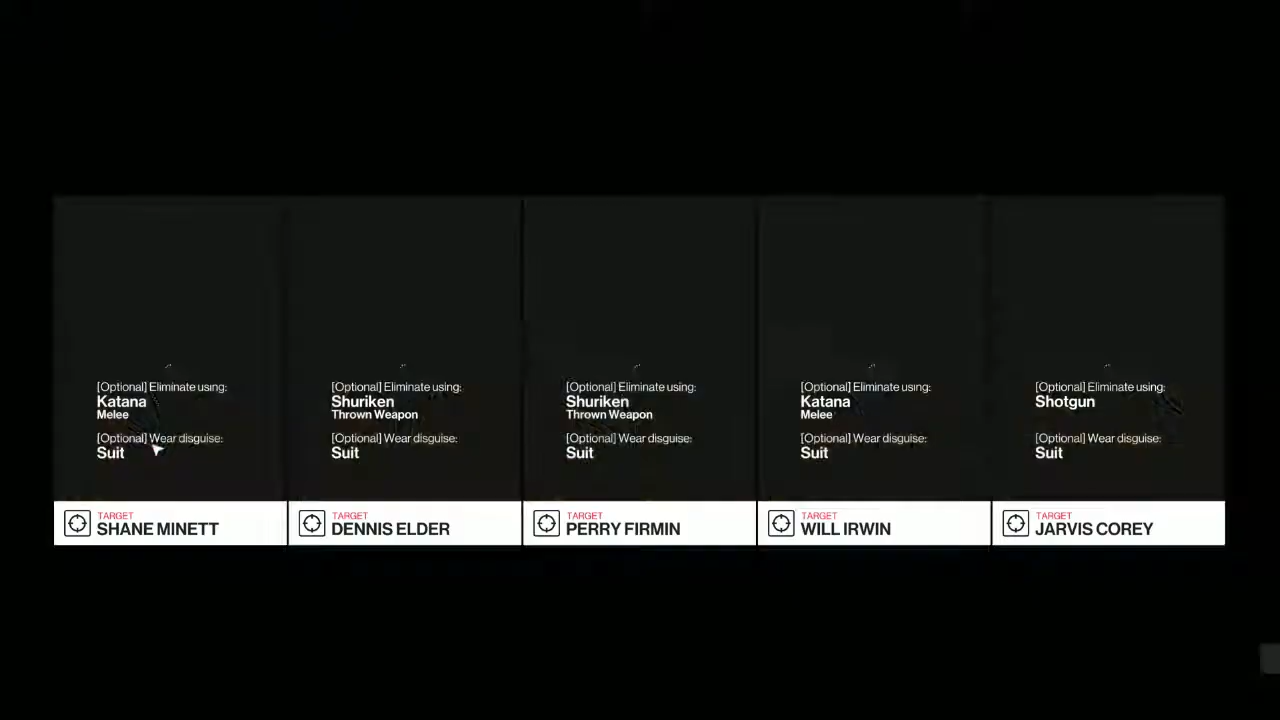 [Optional] Eliminate using:
Katana
Melee
[Optional] Wear disguise:
Suit
TARGET
SHANE MINETT
[Optional] Eliminate using:
Shuriken
Thrown Weapon
[Optional] Wear disguise:
Suit
TARGET
DENNIS ELDER
[Optional] Eliminate using:
Shuriken
Thrown Weapon
[Optional] Wear disguise:
Suit
TARGET
PERRY FIRMIN
[Optional] Eliminate using:
Katana
Melee
[Optional] Wear disguise:
Suit
TARGET
WILL IRWIN
[Optional] Eliminate using:
Shotgun
[Optional] Wear disguise:
Suit
TARGET
JARVIS COREY